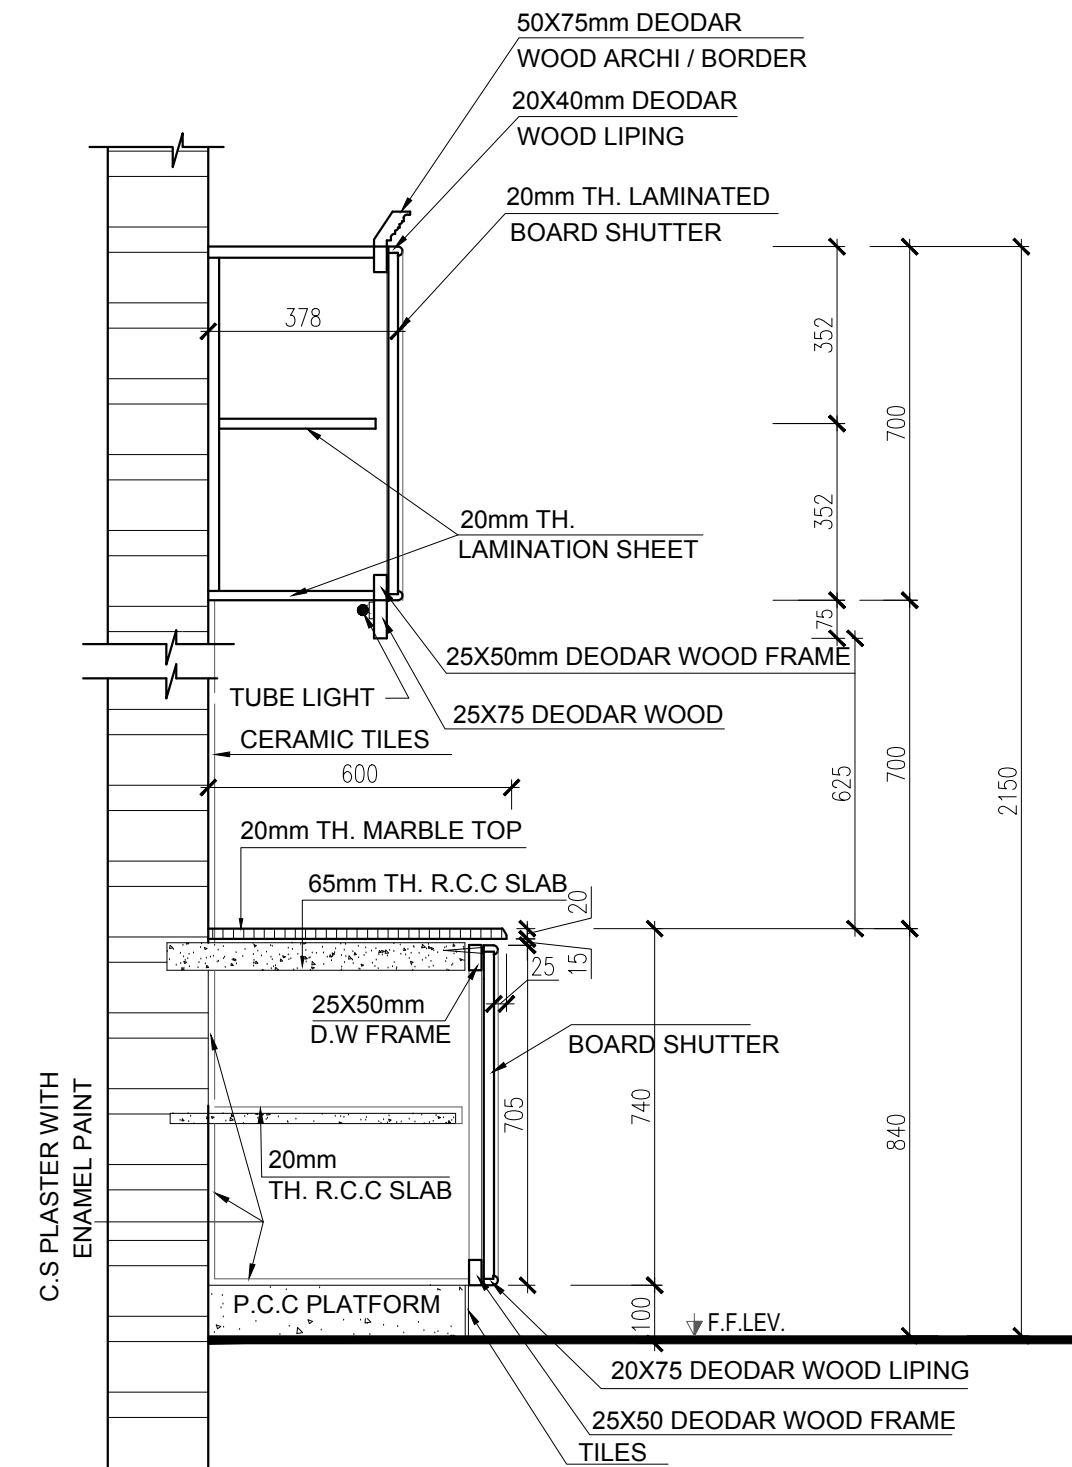 50X75mm DEODAR
WOOD ARCHI / BORDER
20X40mm DEODAR
WOOD LIPING
20mm TH. LAMINATED
BOARD SHUTTER
378
352
700
352
20mm TH.
LAMINATION SHEET
75
25X50mm DEODAR WOOD FRAME
TUBE LIGHT
25X75 DEODAR WOOD
CERAMIC TILES
600
625
700
2150
20mm TH. MARBLE TOP
65mm TH. R.C.C SLAB
20
15
25
25X50mm
D.W FRAME
BOARD SHUTTER
705
740
840
C.S PLASTER WITH
ENAMEL PAINT
20mm
TH. R.C.C SLAB
P.C.C PLATFORM
100
F.F.LEV.
20X75 DEODAR WOOD LIPING
25X50 DEODAR WOOD FRAME
TILES